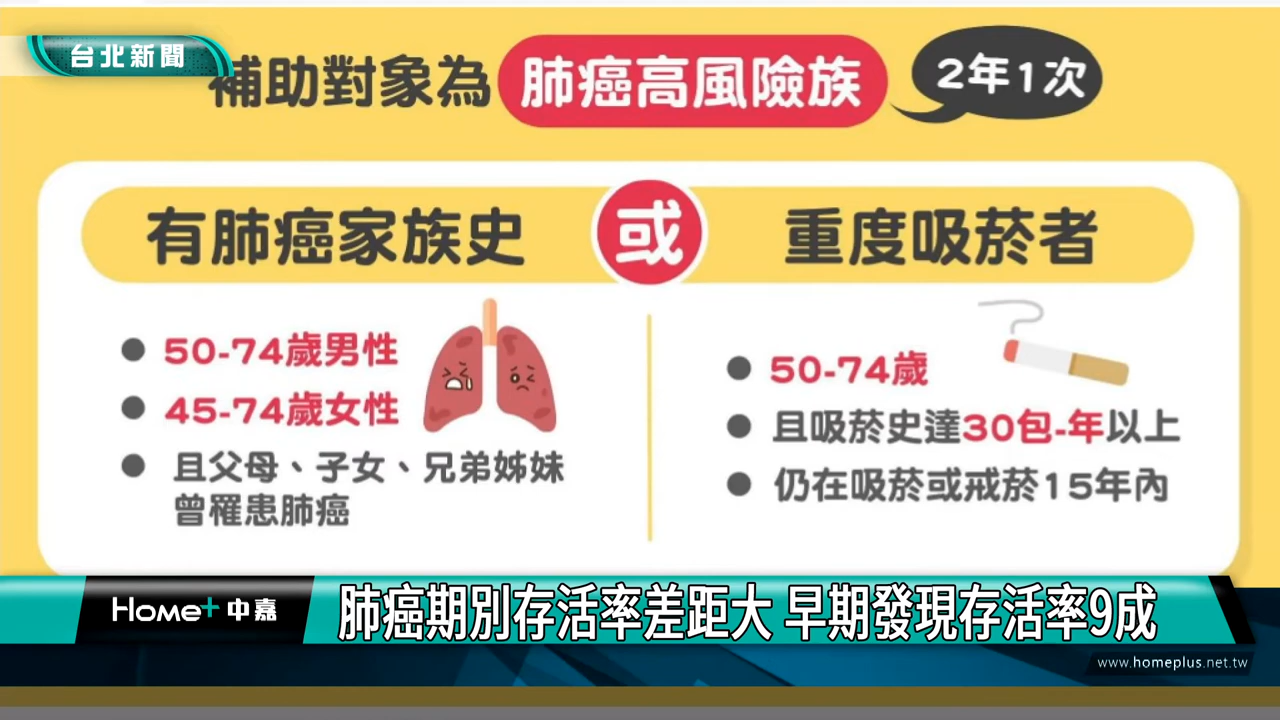 台北新聞
補助對象為 肺癌高風險族 2年1次
有肺癌家族史 或 重度吸菸者
50-74歲男性
45-74歲女性
且父母、子女、兄弟姊妹
曾罹患肺癌
50-74歲
且吸菸史達30包-年以上
仍在吸菸或戒菸15年內
Home+ 中嘉
肺癌期別存活率差距大 早期發現存活率9成
www.homeplus.net.tw